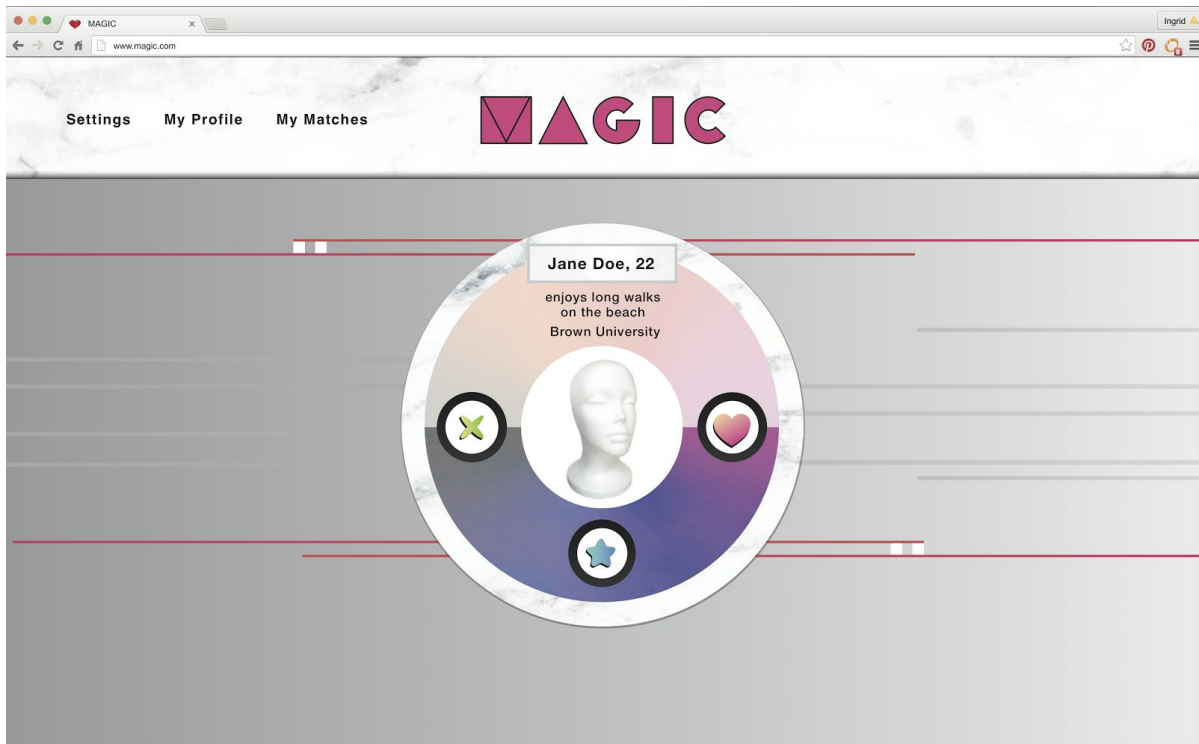 MAGIC
Ingrid
www.magic.com
Settings My Profile My Matches
MAGIC
Jane Doe, 22
enjoys long walks
on the beach
Brown University